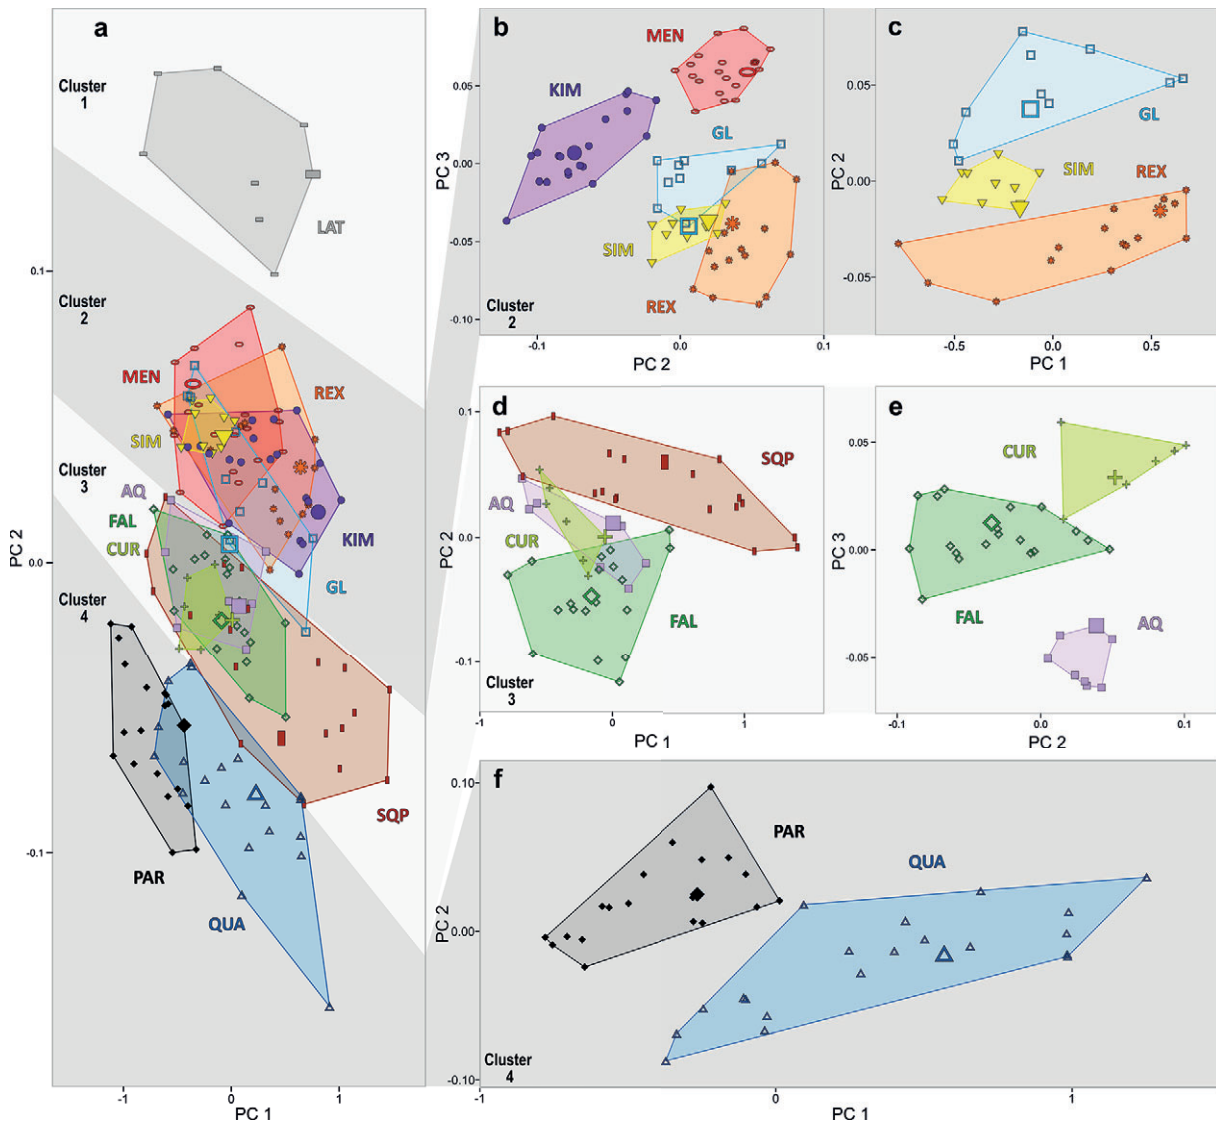 a
Cluster
1
LAT
Cluster
2
MEN
REX
SIM
Cluster
3
AQ
FAL
CUR
KIM
GL
Cluster
4
PAR
SQP
QUA
0.1
0.0
-0.1
PC 2
-1
0
1
PC 1
b
MEN
KIM
GL
SIM
REX
Cluster
2
0.05
0.00
-0.05
-0.10
PC 3
-0.1
0.0
0.1
PC 2
c
GL
SIM
REX
0.05
0.00
-0.05
PC 2
-0.5
0.0
0.5
PC 1
d
SQP
AQ
CUR
FAL
Cluster
3
0.1
0.0
-0.1
PC 2
-1
0
1
PC 1
e
CUR
FAL
AQ
0.05
0.00
-0.05
PC 3
-0.1
0.0
0.1
PC 2
f
PAR
QUA
Cluster
4
0.10
0.00
-0.10
PC 2
0
1
PC 1